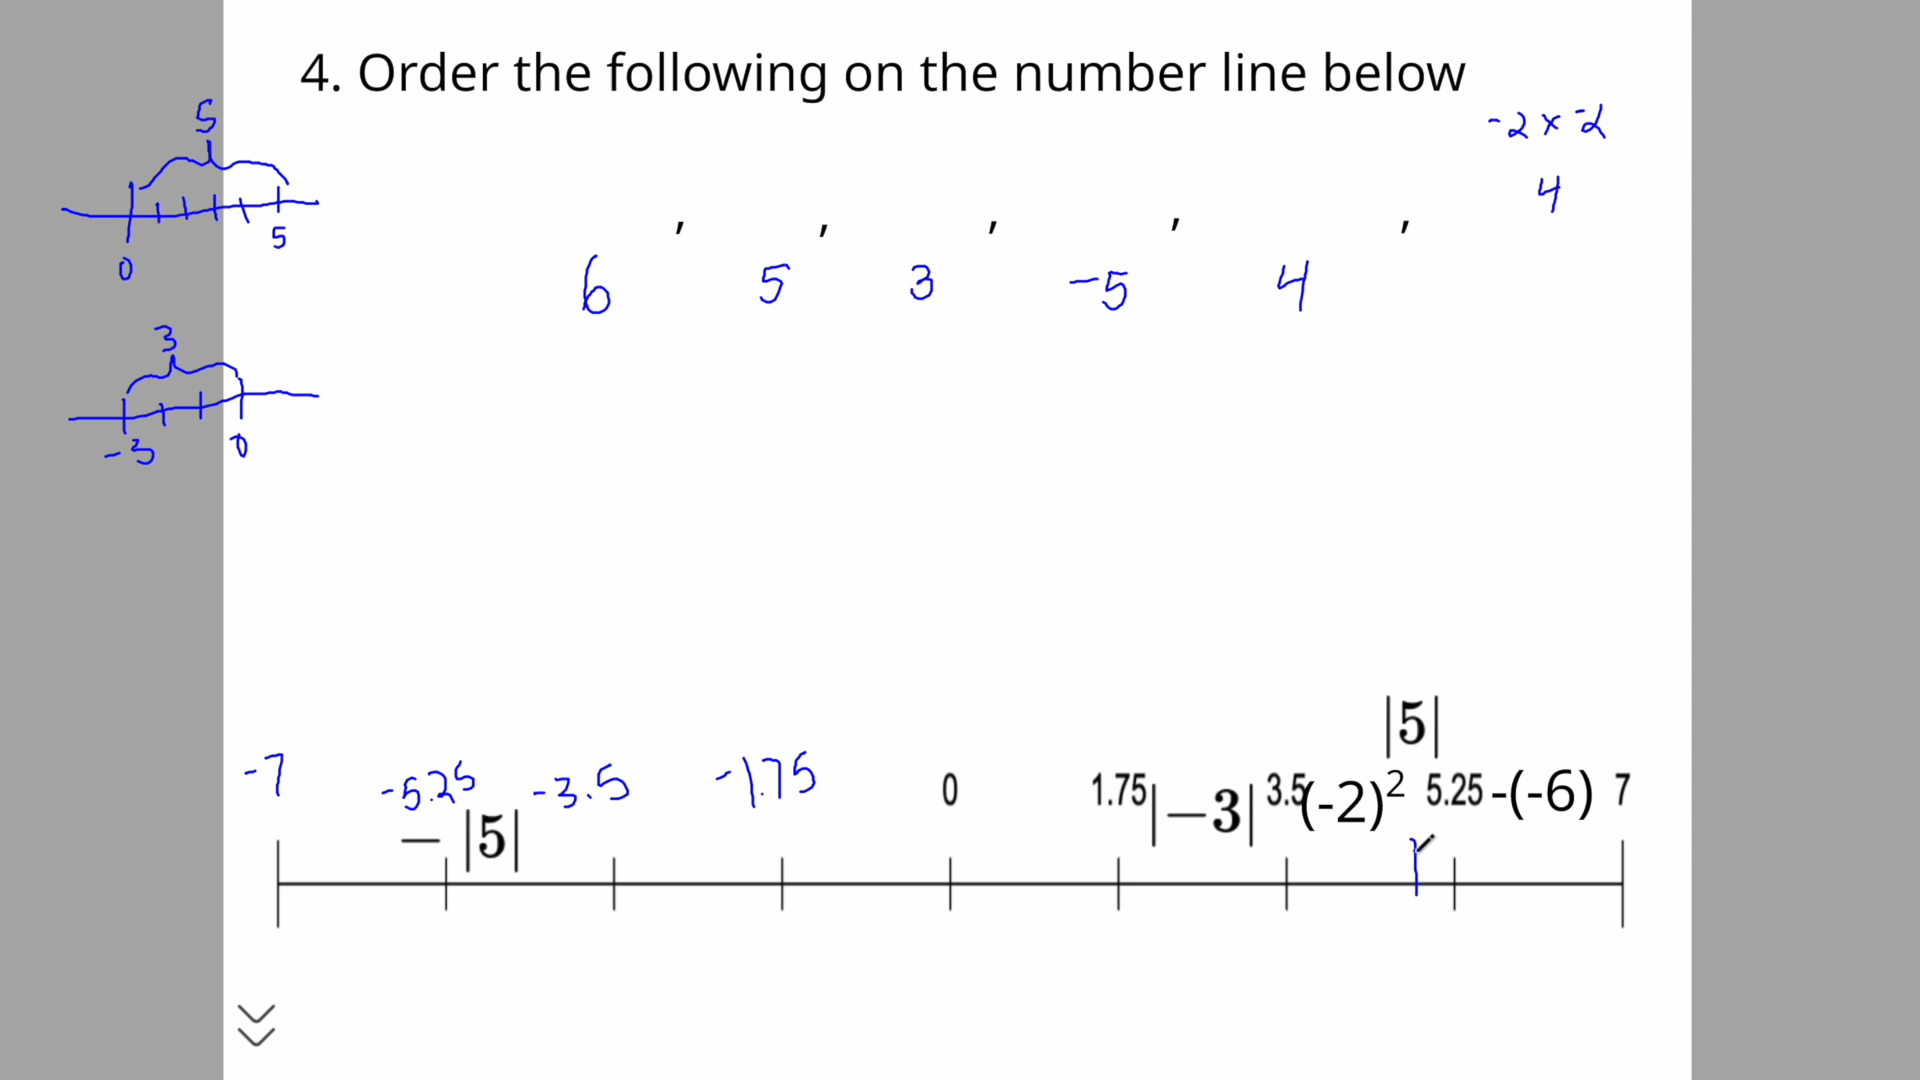 4. Order the following on the number line below
-2 x -2
4
5
0
5
, , , , ,
6 5 3 -5 4
3
-3 0
|5|
-7 -5.25 -3.5 -1.75 0 1.75 |−3| 3.5 (-2)² 5.25 -(-6) 7
− |5|